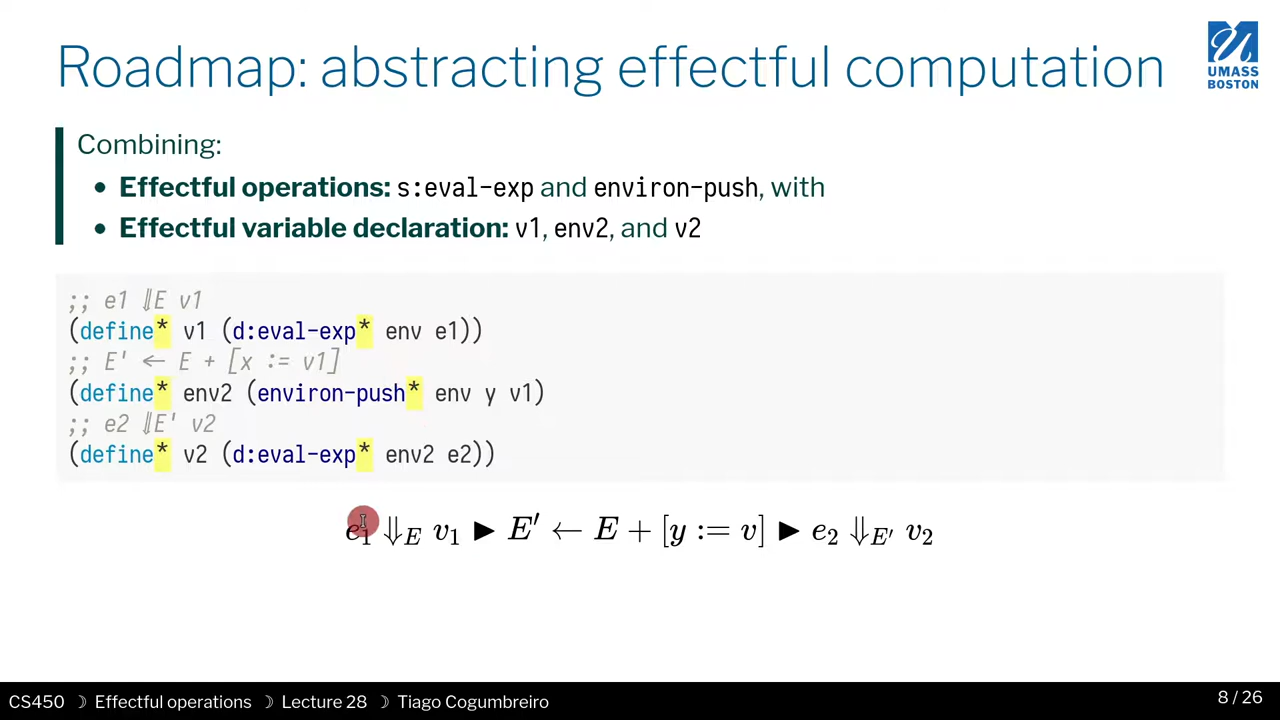 Roadmap: abstracting effectful computation
UMASS
BOSTON
Combining:
• Effectful operations: s:eval-exp and environ-push, with
• Effectful variable declaration: v1, env2, and v2
;; e1 ⇓E v1
(define* v1 (d:eval-exp* env e1))
;; E' ← E + [x := v1]
(define* env2 (environ-push* env y v1)
;; e2 ⇓E' v2
(define* v2 (d:eval-exp* env2 e2))
e₁ ⇓_E v₁ ▶ E′ ← E + [y := v] ▶ e₂ ⇓_E′ v₂
CS450 ☽ Effectful operations ☽ Lecture 28 ☽ Tiago Cogumbreiro
8 / 26